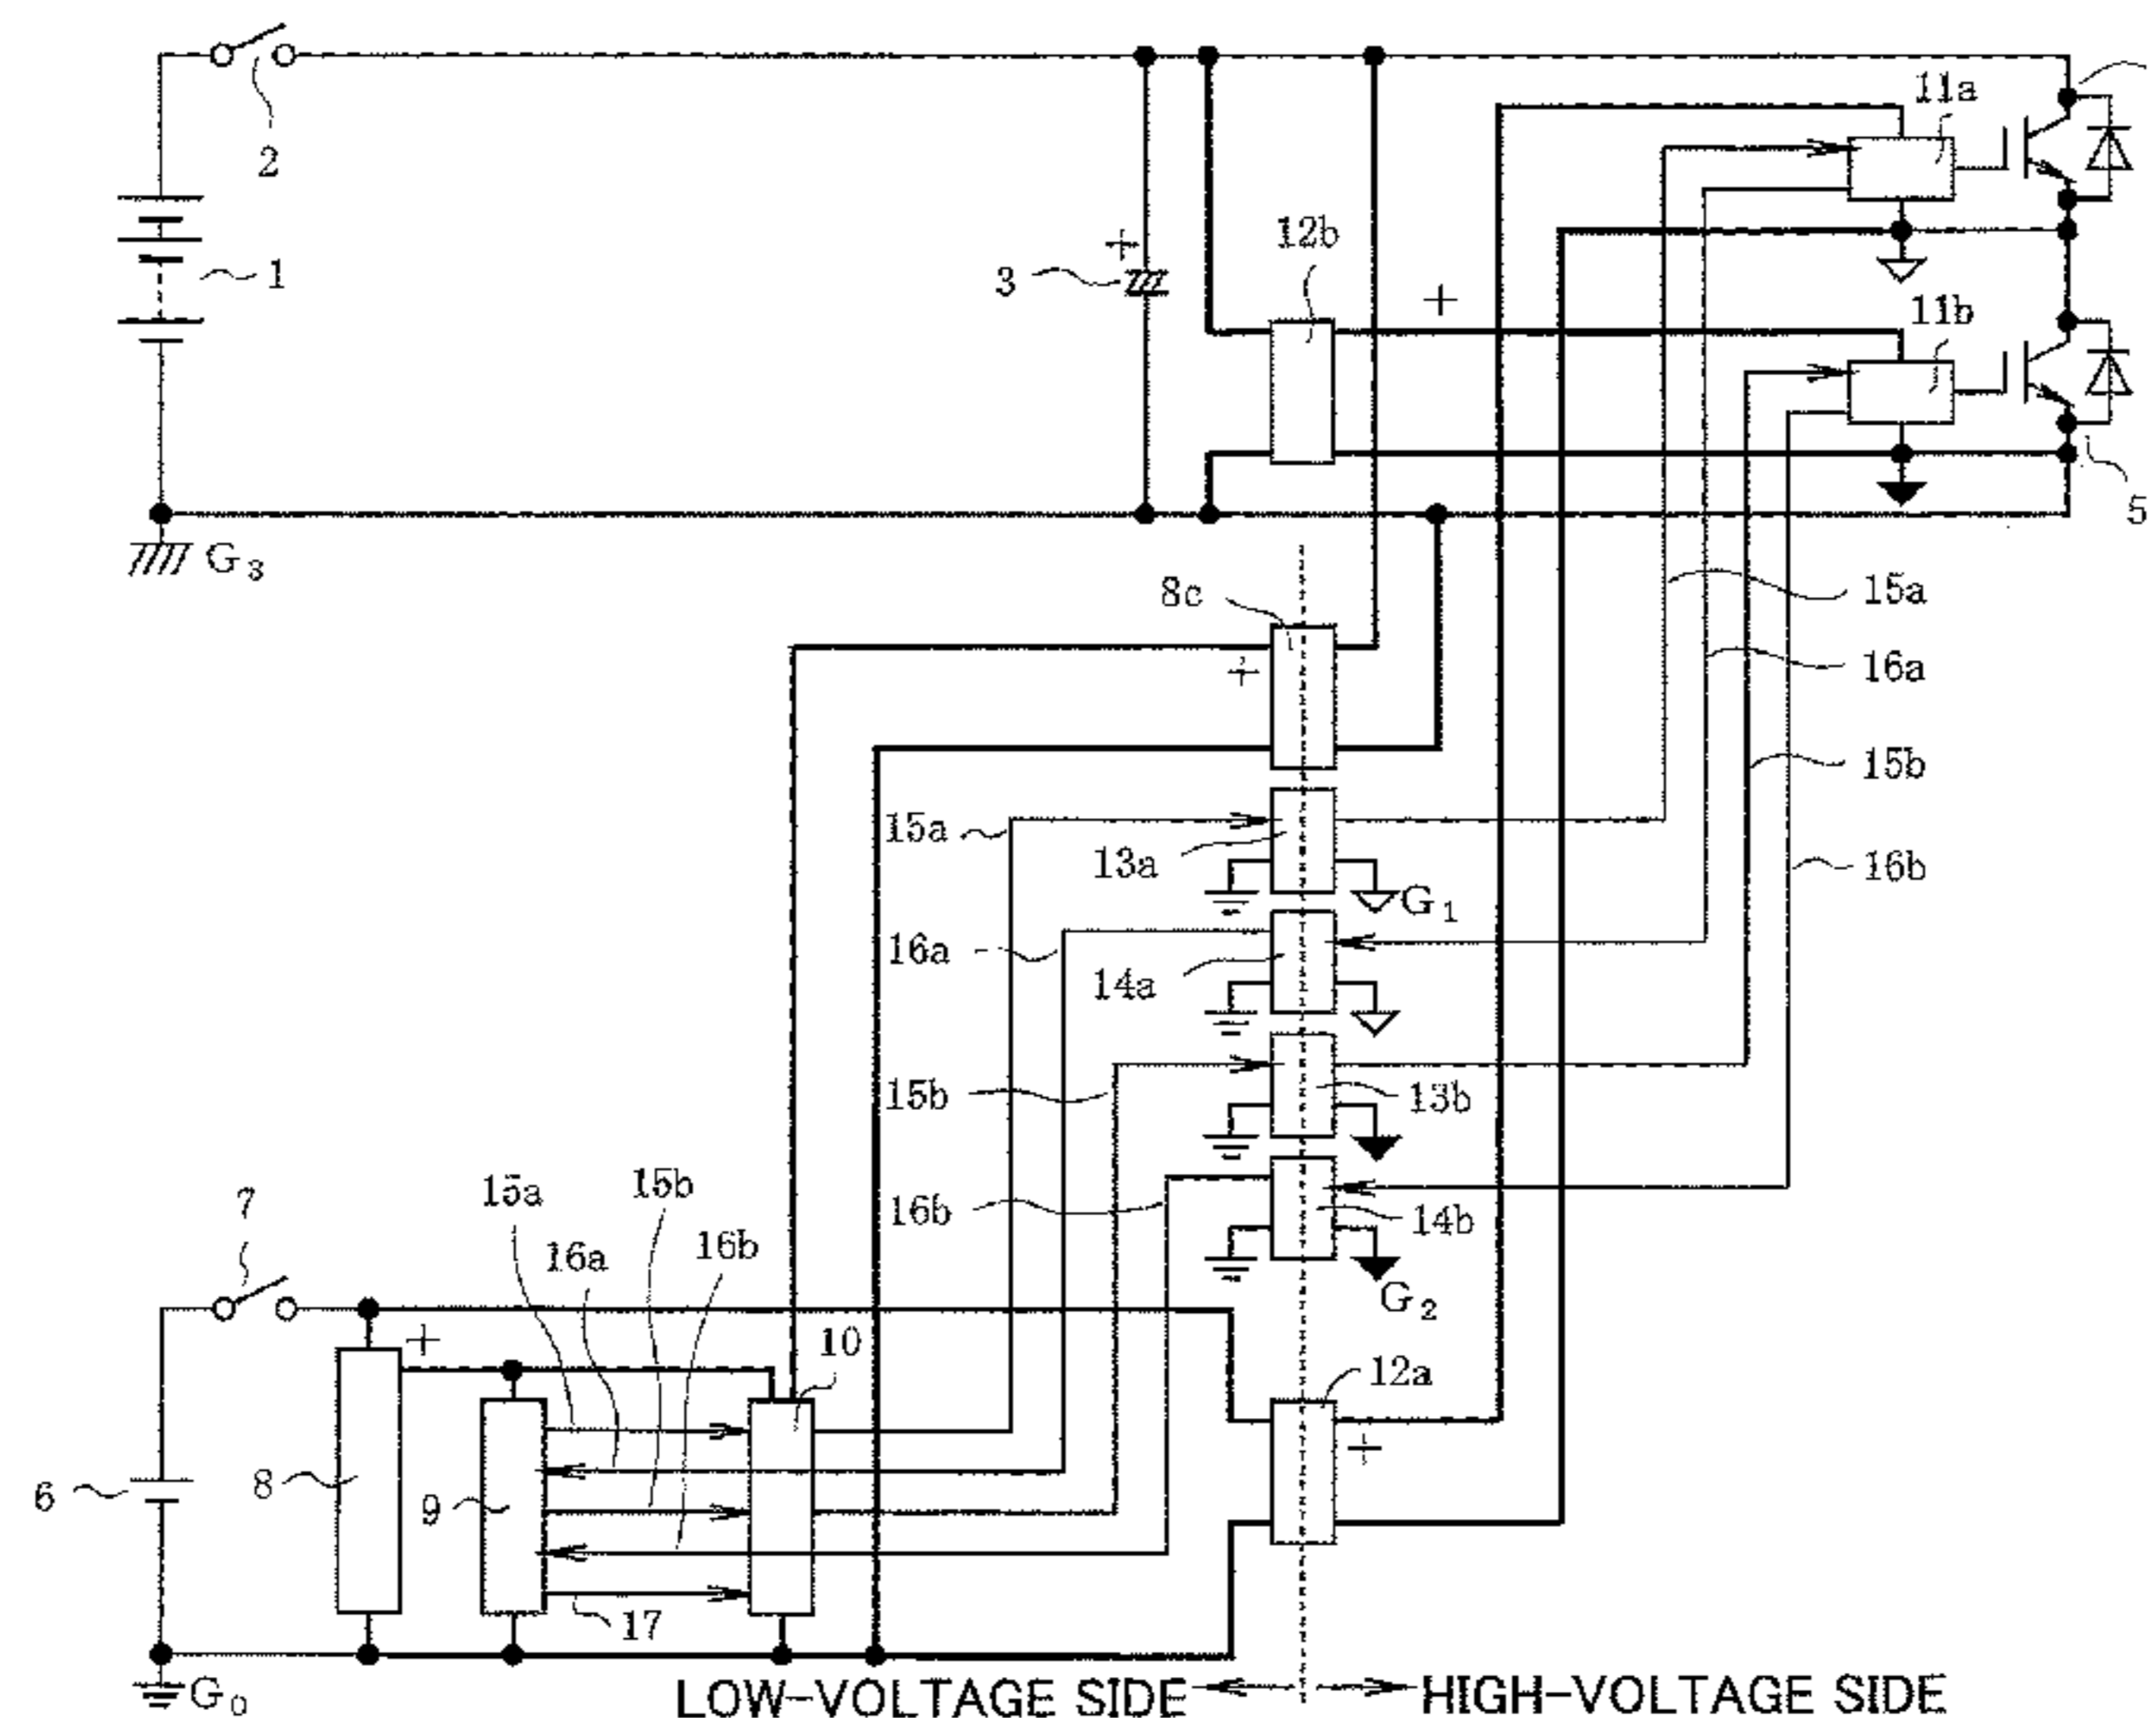 2
11a
12b
1
3
+
+
11b
5
G3
8c
15a
+
16a
15b
15a
13a
16b
G1
16a
14a
15b
13b
7
15a
15b
16b
14b
16a
16b
G2
+
10
12a
+
6
8
9
17
G0
LOW-VOLTAGE SIDE
HIGH-VOLTAGE SIDE